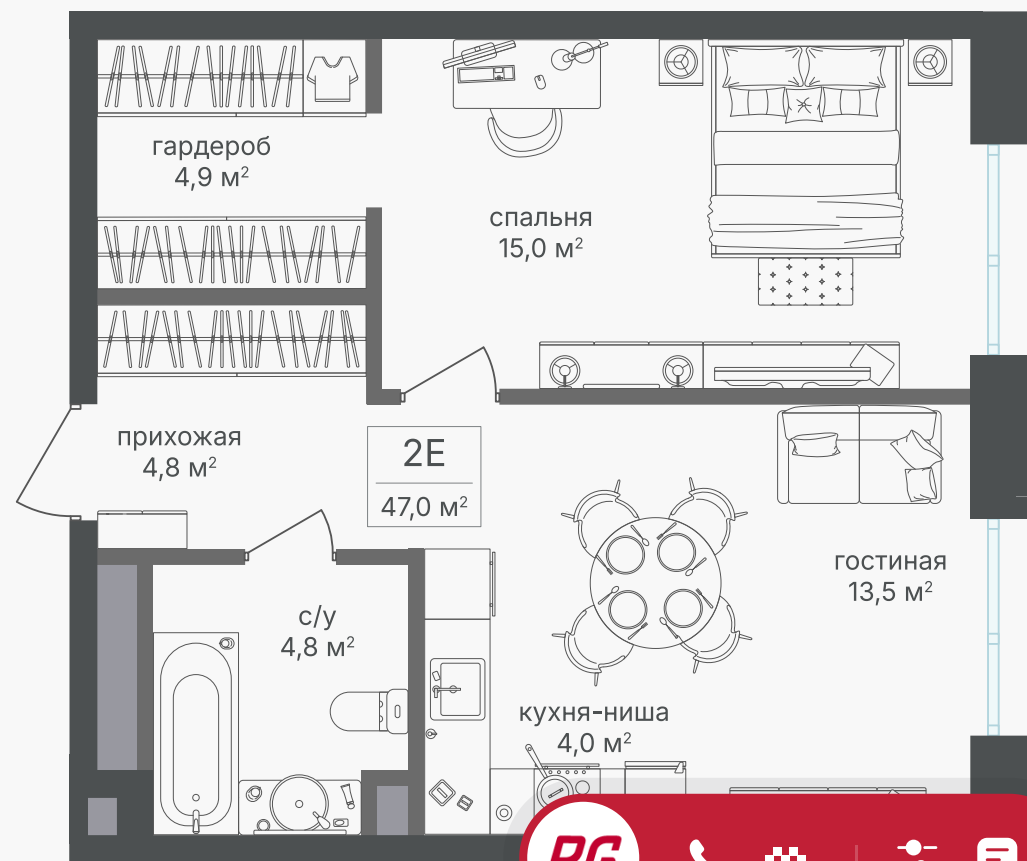 гардероб
4,9 м²
спальня
15,0 м²
прихожая
4,8 м²
2Е
47,0 м²
гостиная
13,5 м²
с/у
4,8 м²
кухня-ниша
4,0 м²